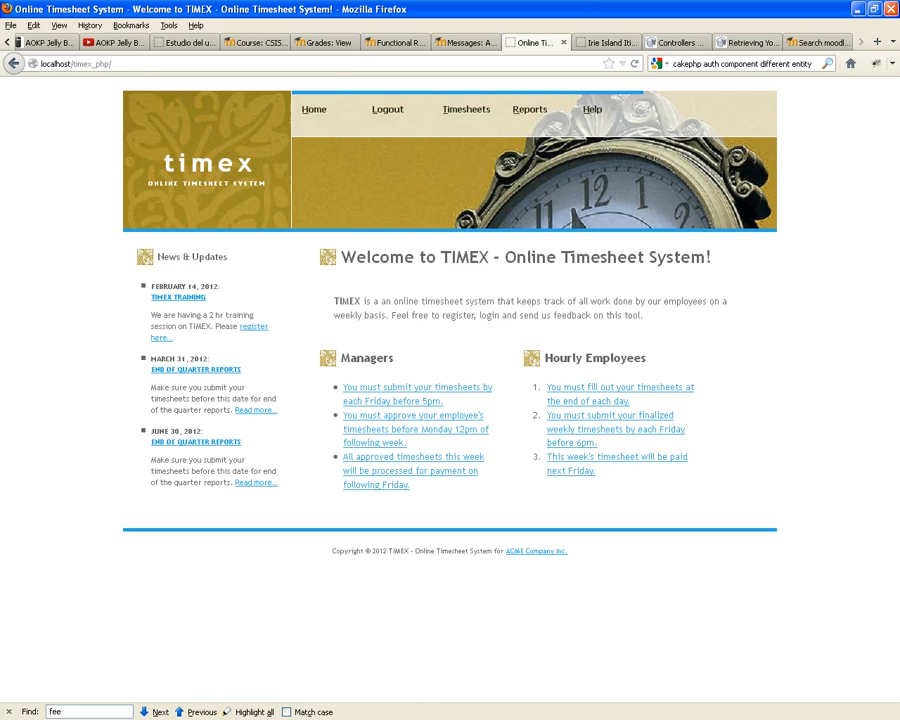 Online Timesheet System - Welcome to TIMEX - Online Timesheet System! - Mozilla Firefox
File Edit View History Bookmarks Tools Help
AOKP Jelly B... AOKP Jelly B... Estudio del u... Course: CSIS... Grades: View Functional R... Messages: A... Online Ti... Irie Island Iti... Controllers ... Retrieving Yo... Search moodl...
localhost/timex_php/ cakephp auth component different entity
Home Logout Timesheets Reports Help
timex
ONLINE TIMESHEET SYSTEM
12
11
1
News & Updates
FEBRUARY 14, 2012:
TIMEX TRAINING
We are having a 2 hr training
session on TIMEX. Please register
here...
MARCH 31, 2012:
END OF QUARTER REPORTS
Make sure you submit your
timesheets before this date for end
of the quarter reports. Read more...
JUNE 30, 2012:
END OF QUARTER REPORTS
Make sure you submit your
timesheets before this date for end
of the quarter reports. Read more...
Welcome to TIMEX - Online Timesheet System!
TIMEX is a an online timesheet system that keeps track of all work done by our employees on a
weekly basis. Feel free to register, login and send us feedback on this tool.
Managers
You must submit your timesheets by
each Friday before 5pm.
You must approve your employee's
timesheets before Monday 12pm of
following week.
All approved timesheets this week
will be processed for payment on
following Friday.
Hourly Employees
1. You must fill out your timesheets at
the end of each day.
2. You must submit your finalized
weekly timesheets by each Friday
before 6pm.
3. This week's timesheet will be paid
next Friday.
Copyright © 2012 TIMEX - Online Timesheet System for ACME Company Inc.
Find: fee Next Previous Highlight all Match case